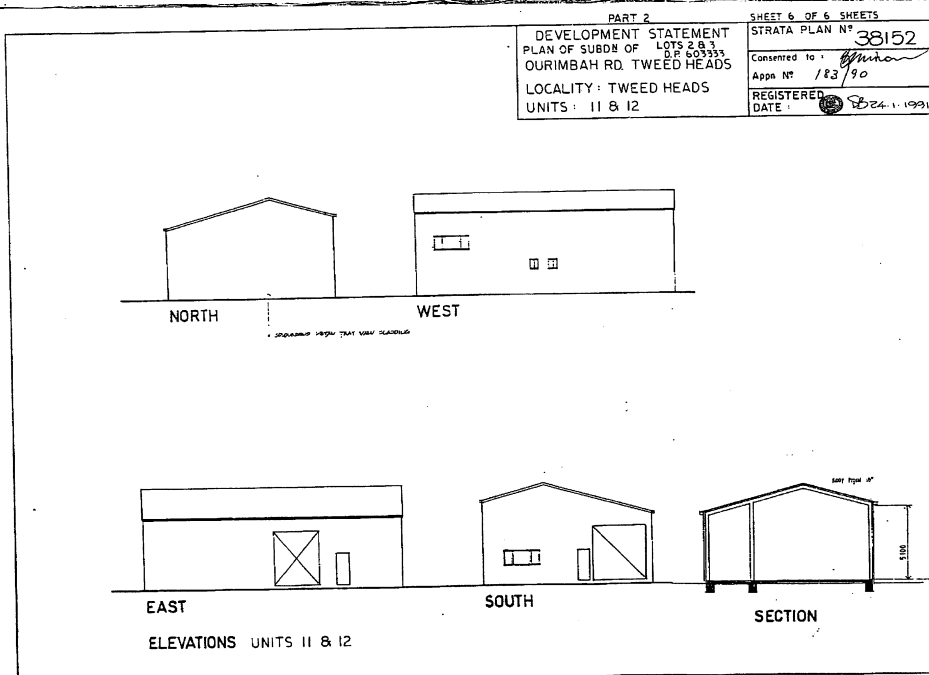 PART 2
SHEET 6 OF 6 SHEETS
DEVELOPMENT STATEMENT
PLAN OF SUBDN OF LOTS 2 & 3
D.P. 603333
OURIMBAH RD. TWEED HEADS
LOCALITY : TWEED HEADS
UNITS : 11 & 12
STRATA PLAN Nº 38152
Consented to :
Appn Nº 183/90
REGISTERED
DATE : 24.1.1991
NORTH
WEST
5100
EAST
SOUTH
SECTION
ELEVATIONS UNITS 11 & 12